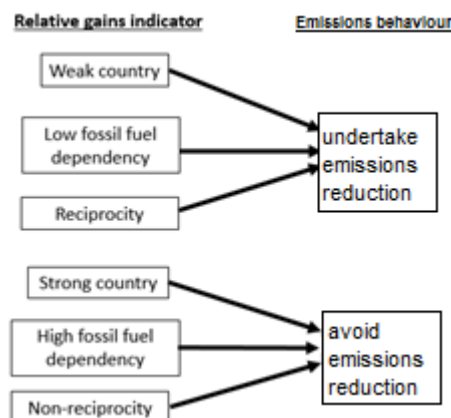 Relative gains indicator
Emissions behaviour
Weak country
Low fossil fuel
dependency
Reciprocity
undertake
emissions
reduction
Strong country
High fossil fuel
dependency
Non-reciprocity
avoid
emissions
reduction